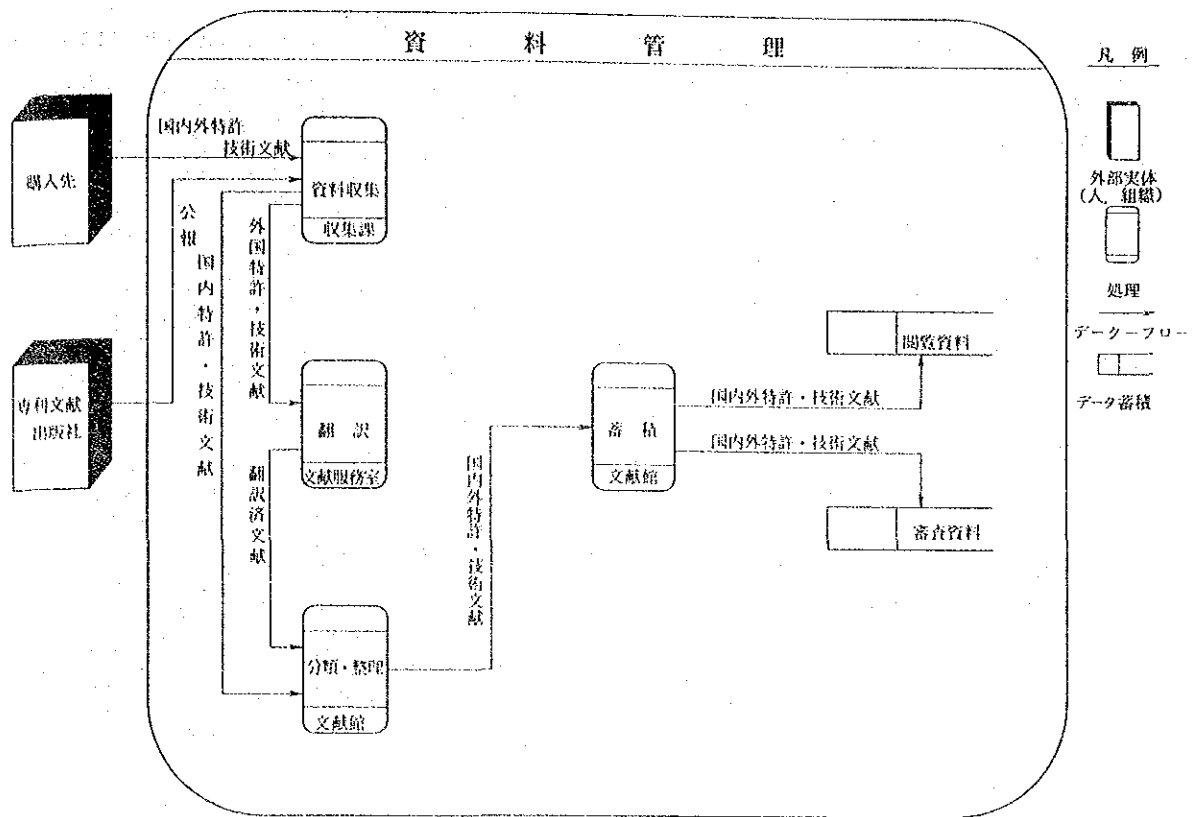 資料管理
凡例
外部実体
(人,組織)
処理
データーフロー
データ蓄積
購入先
専利文献
出版社
国内外特許
技術文献
公報
国内特許・技術文献
外国特許・技術文献
資料収集
収集課
翻訳
文献服務室
翻訳済文献
分類・整理
文献館
国内外特許・技術文献
蓄積
文献館
国内外特許・技術文献
国内外特許・技術文献
閲覧資料
審査資料